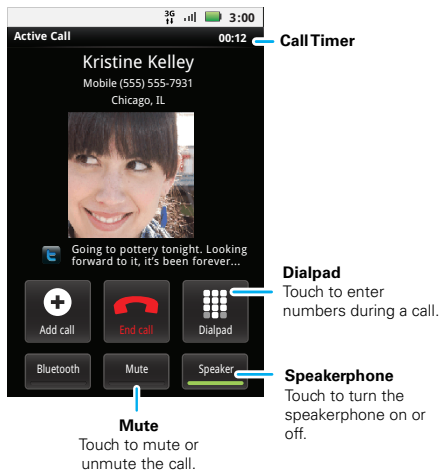 3G 3:00
Active Call 00:12
Call Timer
Kristine Kelley
Mobile (555) 555-7931
Chicago, IL
t Going to pottery tonight. Looking
forward to it, it's been forever...
Dialpad
Touch to enter
numbers during a call.
Add call End call Dialpad
Bluetooth Mute Speaker
Speakerphone
Touch to turn the
speakerphone on or
off.
Mute
Touch to mute or
unmute the call.